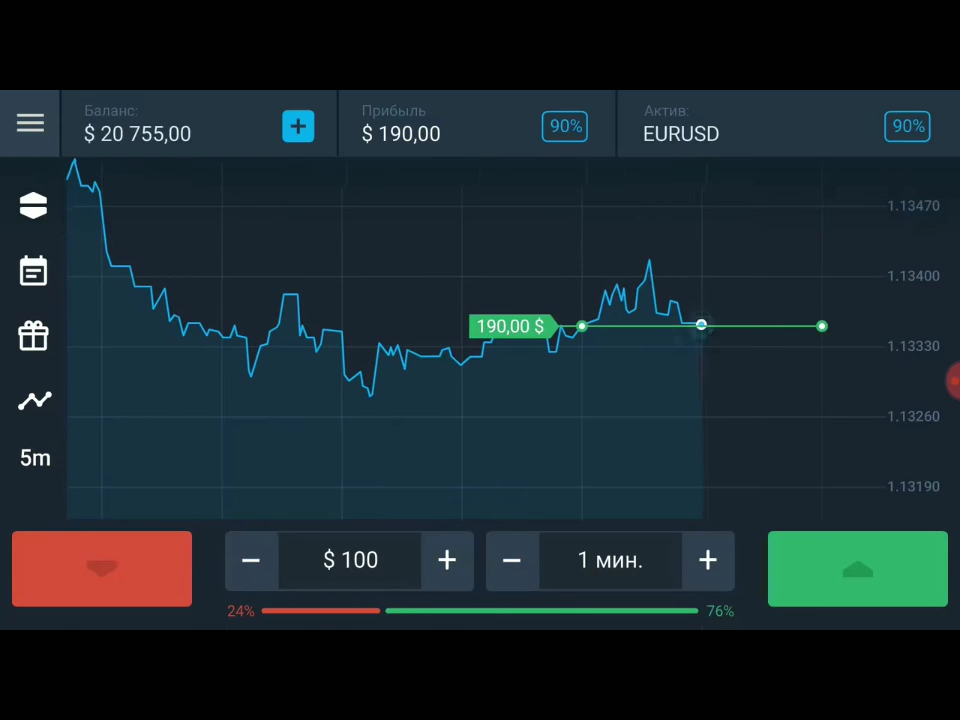 Баланс:
$ 20 755,00
+
Прибыль
$ 190,00
90%
Актив:
EURUSD
90%
1.13470
1.13400
190,00 $
1.13330
1.13260
5m
1.13190
− $ 100 +
− 1 мин. +
24%
76%